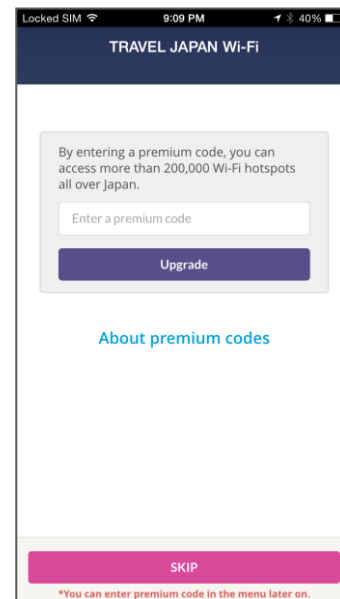 Locked SIM 9:09 PM 40%
TRAVEL JAPAN Wi-Fi
By entering a premium code, you can
access more than 200,000 Wi-Fi hotspots
all over Japan.
Enter a premium code
Upgrade
About premium codes
SKIP
*You can enter premium code in the menu later on.